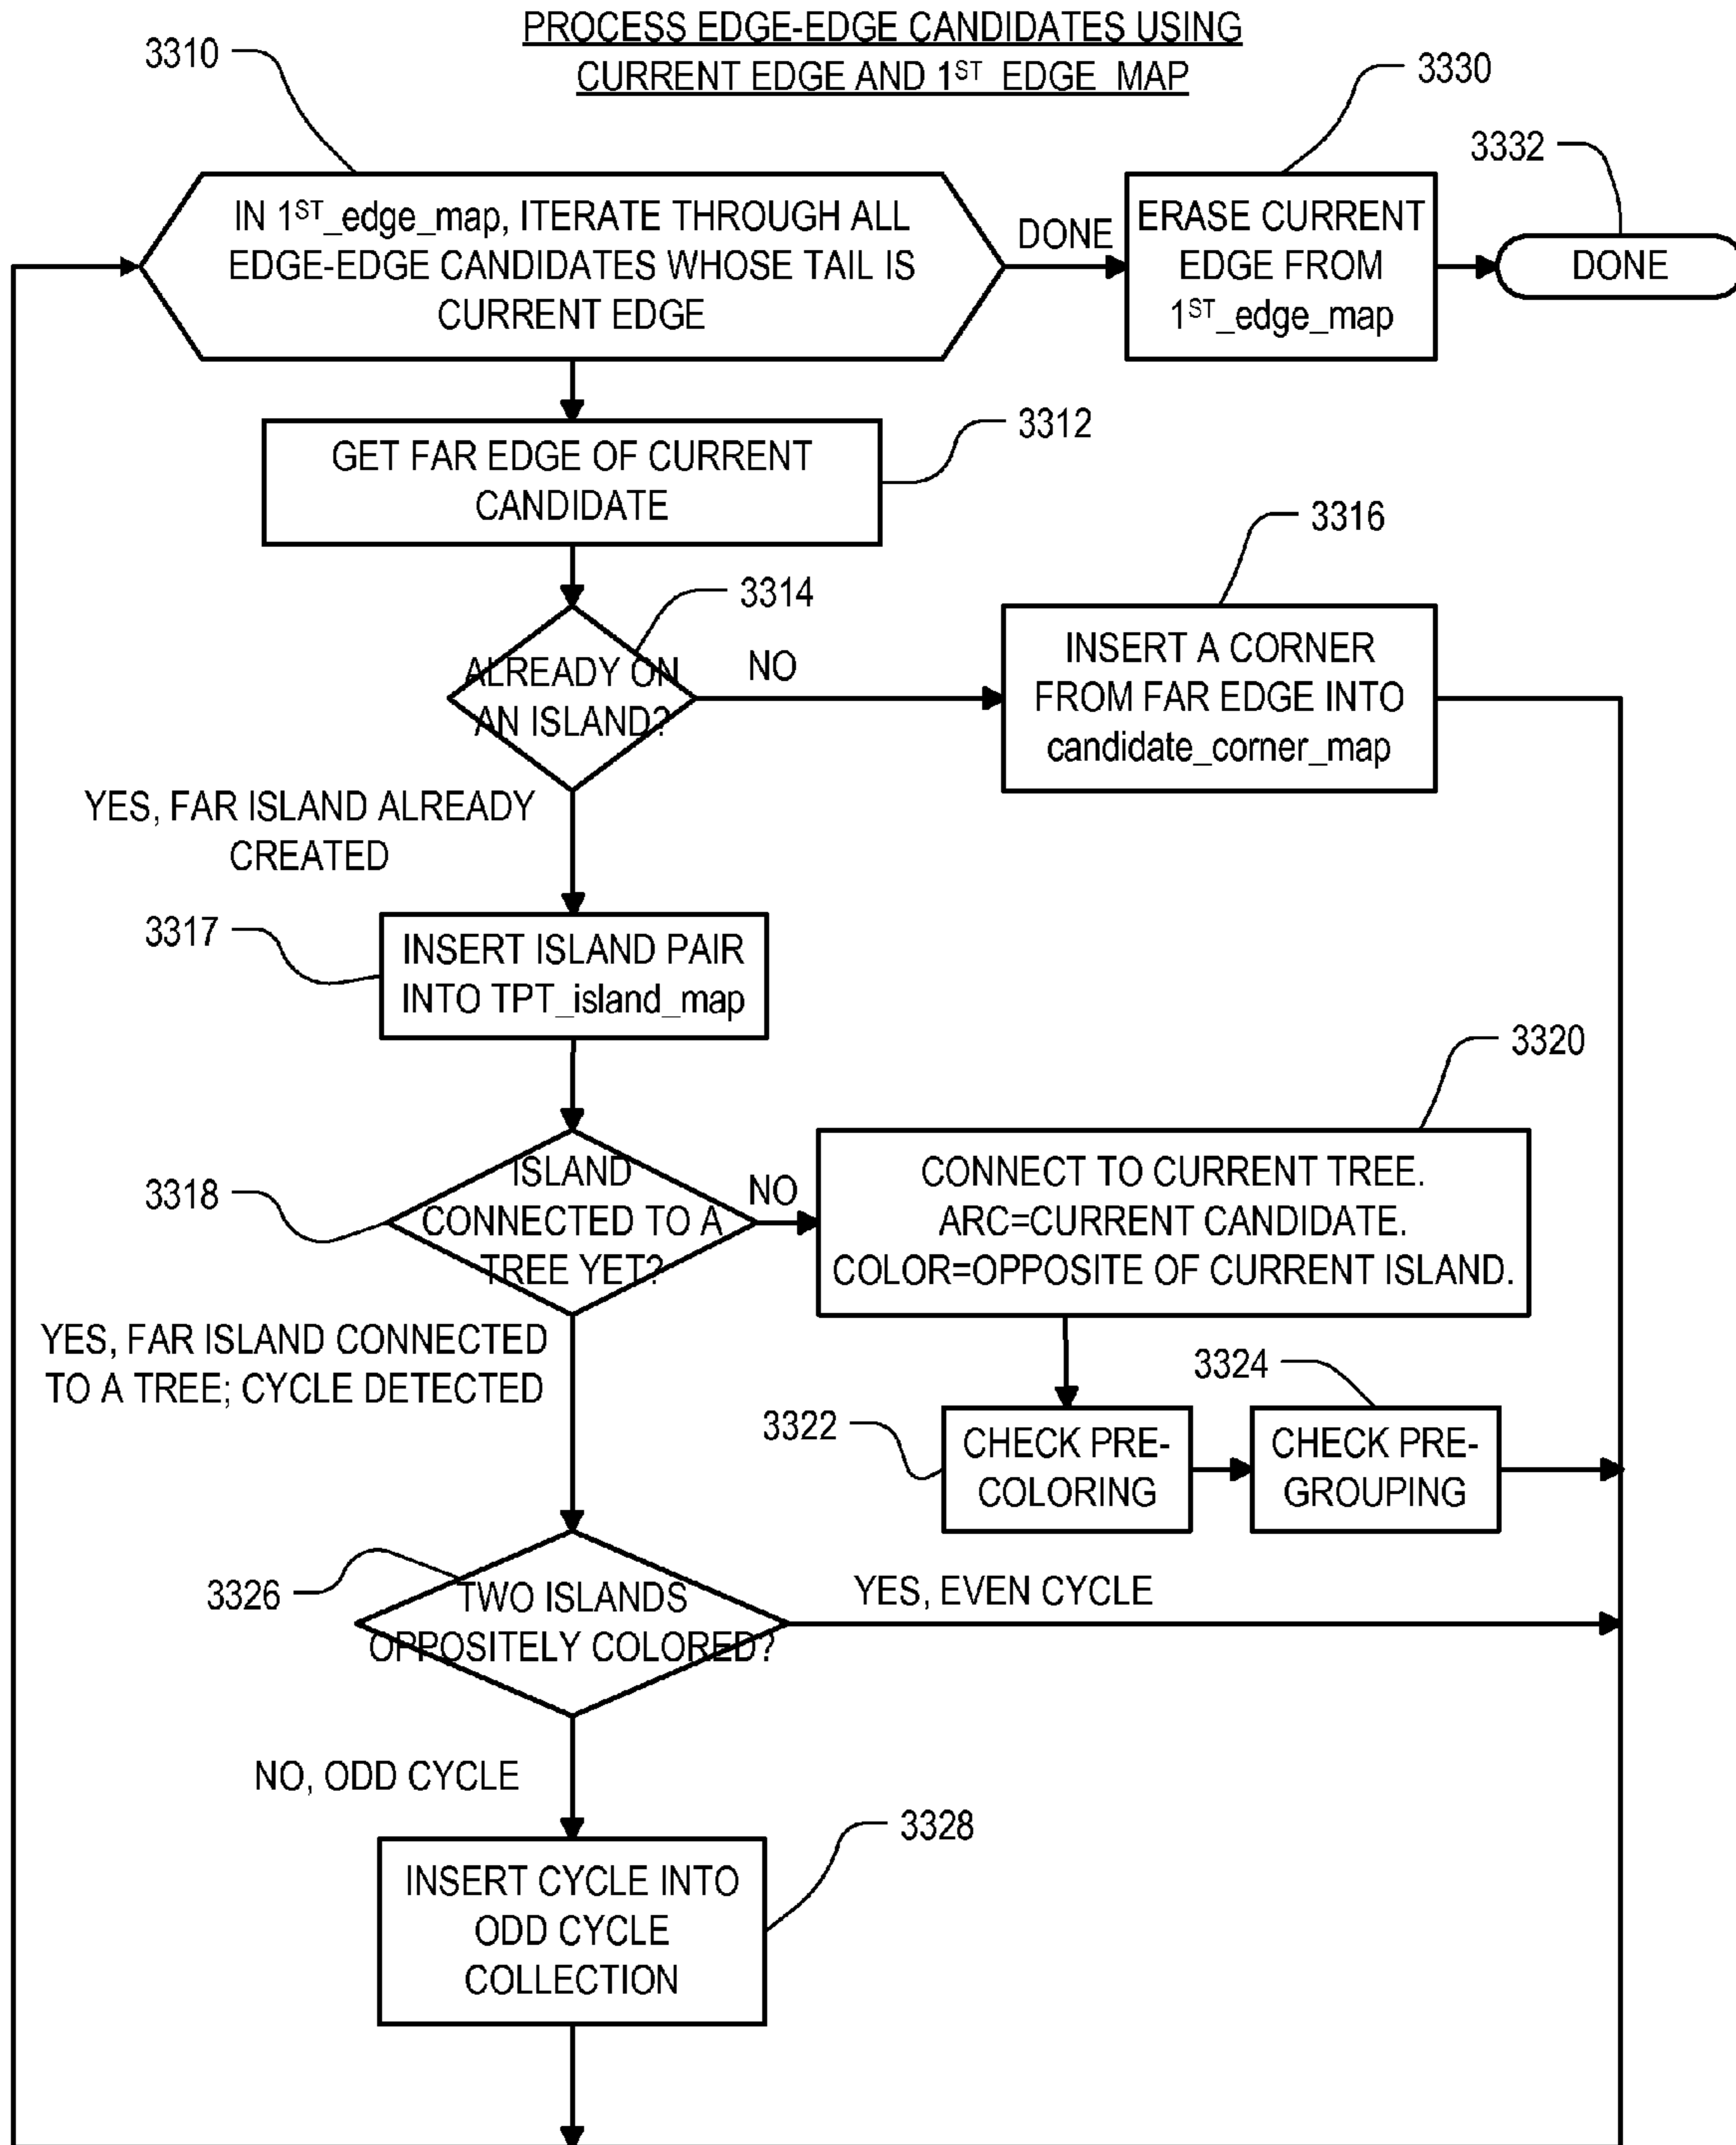 PROCESS EDGE-EDGE CANDIDATES USING
CURRENT EDGE AND 1ST EDGE MAP
3310
3330
3332
IN 1ST_edge_map, ITERATE THROUGH ALL
EDGE-EDGE CANDIDATES WHOSE TAIL IS
CURRENT EDGE
DONE
ERASE CURRENT
EDGE FROM
1ST_edge_map
DONE
3312
GET FAR EDGE OF CURRENT
CANDIDATE
3314
3316
ALREADY ON
AN ISLAND?
NO
INSERT A CORNER
FROM FAR EDGE INTO
candidate_corner_map
YES, FAR ISLAND ALREADY
CREATED
3317
INSERT ISLAND PAIR
INTO TPT_island_map
3320
3318
ISLAND
CONNECTED TO A
TREE YET?
NO
CONNECT TO CURRENT TREE.
ARC=CURRENT CANDIDATE.
COLOR=OPPOSITE OF CURRENT ISLAND.
YES, FAR ISLAND CONNECTED
TO A TREE; CYCLE DETECTED
3324
3322
CHECK PRE-
COLORING
CHECK PRE-
GROUPING
3326
TWO ISLANDS
OPPOSITELY COLORED?
YES, EVEN CYCLE
NO, ODD CYCLE
3328
INSERT CYCLE INTO
ODD CYCLE
COLLECTION